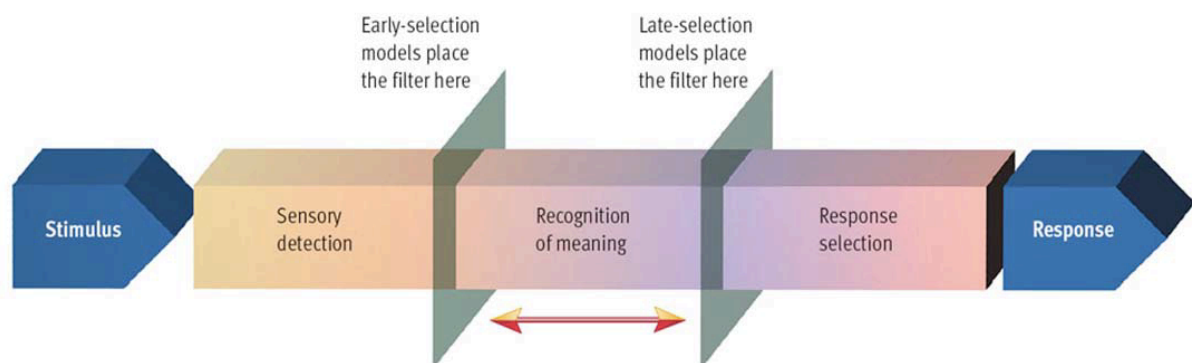 Early-selection
models place
the filter here
Late-selection
models place
the filter here
Stimulus
Sensory
detection
Recognition
of meaning
Response
selection
Response